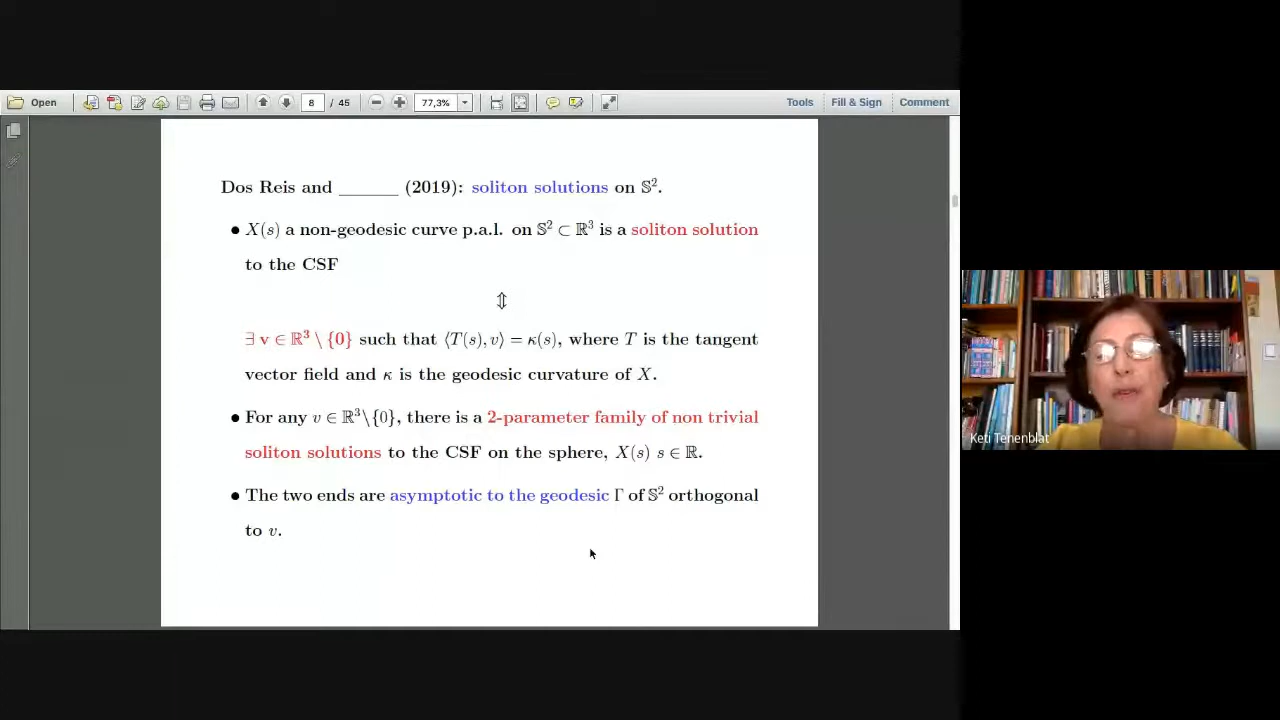 Open
8 / 45
77,3%
Tools
Fill & Sign
Comment
Dos Reis and ______ (2019): soliton solutions on 𝕊².
• X(s) a non-geodesic curve p.a.l. on 𝕊² ⊂ ℝ³ is a soliton solution
to the CSF
⇕
∃ v ∈ ℝ³ \ {0} such that ⟨T(s), v⟩ = κ(s), where T is the tangent
vector field and κ is the geodesic curvature of X.
• For any v ∈ ℝ³\{0}, there is a 2-parameter family of non trivial
soliton solutions to the CSF on the sphere, X(s) s ∈ ℝ.
• The two ends are asymptotic to the geodesic Γ of 𝕊² orthogonal
to v.
Keti Tenenblat